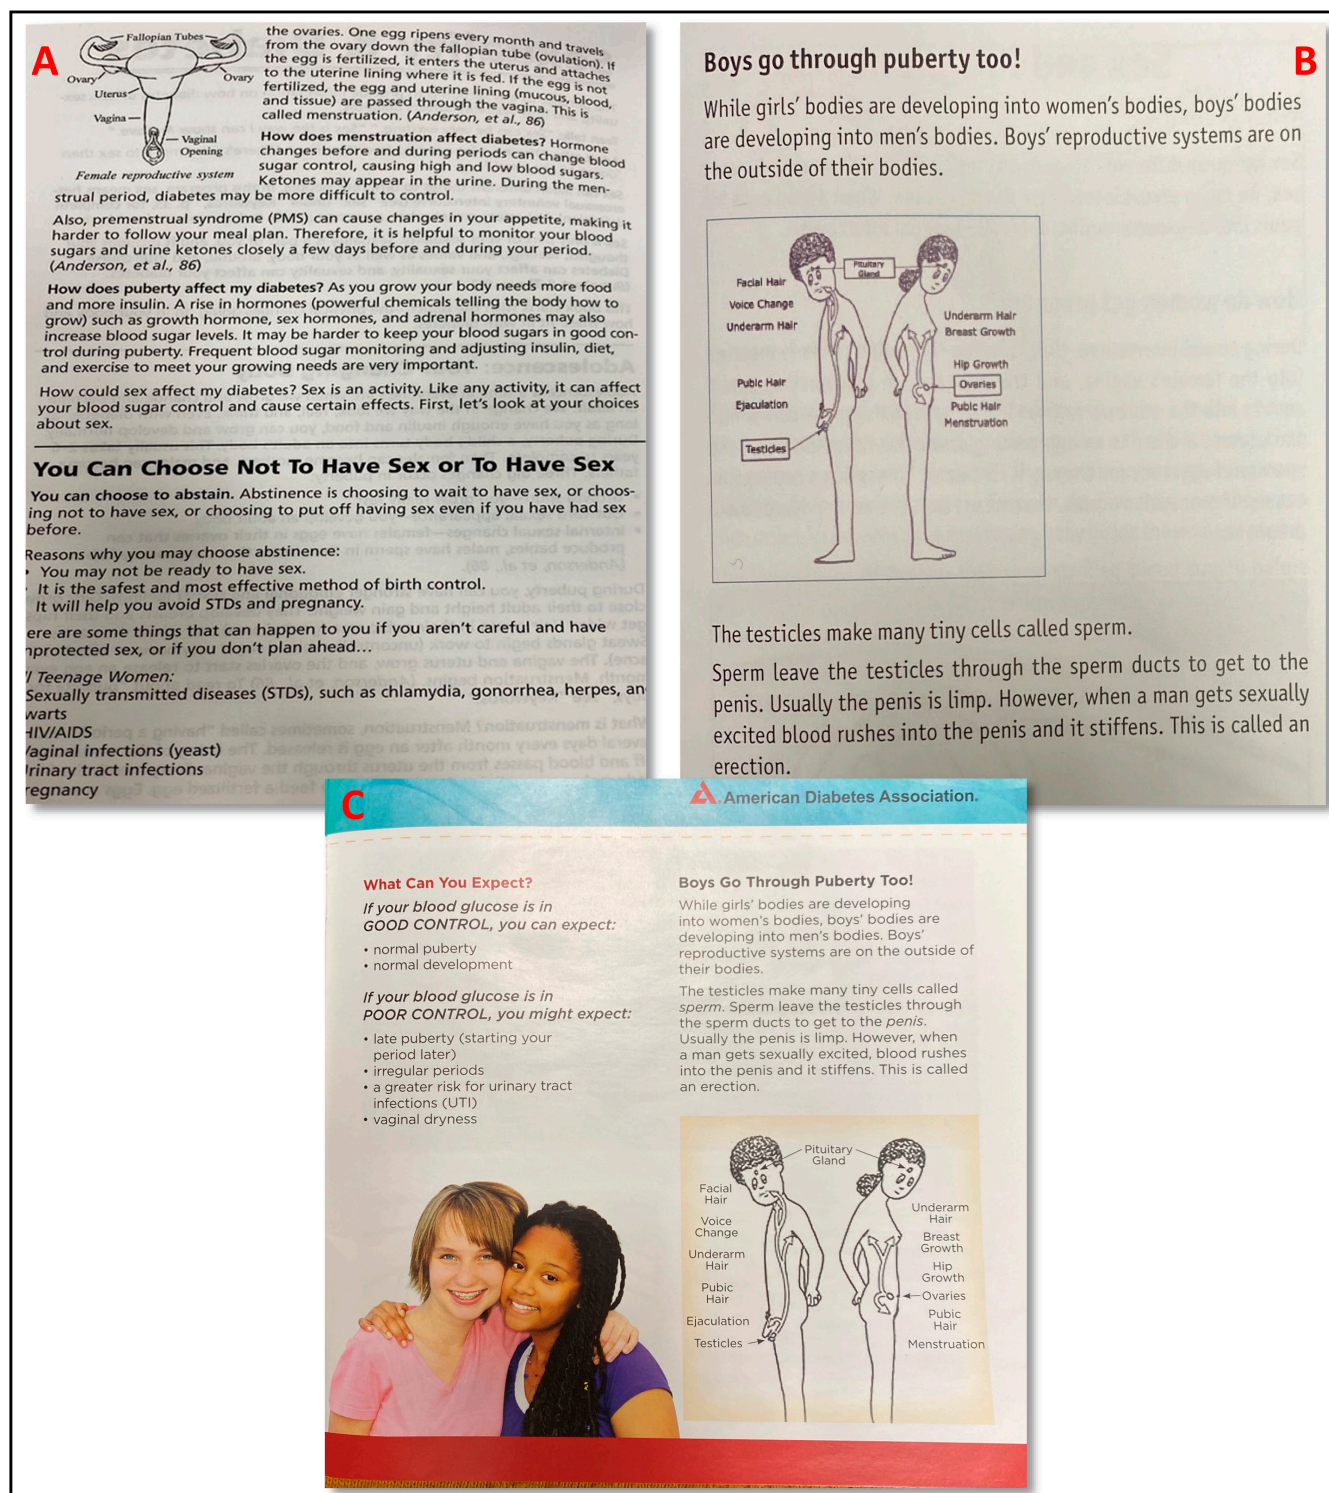 A
Fallopian Tubes
Ovary
Ovary
Uterus
Vagina
Vaginal
Opening
Female reproductive system
the ovaries. One egg ripens every month and travels
from the ovary down the fallopian tube (ovulation). If
the egg is fertilized, it enters the uterus and attaches
to the uterine lining where it is fed. If the egg is not
fertilized, the egg and uterine lining (mucous, blood,
and tissue) are passed through the vagina. This is
called menstruation. (Anderson, et al., 86)
How does menstruation affect diabetes? Hormone
changes before and during periods can change blood
sugar control, causing high and low blood sugars.
Ketones may appear in the urine. During the men-
strual period, diabetes may be more difficult to control.
Also, premenstrual syndrome (PMS) can cause changes in your appetite, making it
harder to follow your meal plan. Therefore, it is helpful to monitor your blood
sugars and urine ketones closely a few days before and during your period.
(Anderson, et al., 86)
How does puberty affect my diabetes? As you grow your body needs more food
and more insulin. A rise in hormones (powerful chemicals telling the body how to
grow) such as growth hormone, sex hormones, and adrenal hormones may also
increase blood sugar levels. It may be harder to keep your blood sugars in good con-
trol during puberty. Frequent blood sugar monitoring and adjusting insulin, diet,
and exercise to meet your growing needs are very important.
How could sex affect my diabetes? Sex is an activity. Like any activity, it can affect
your blood sugar control and cause certain effects. First, let's look at your choices
about sex.
You Can Choose Not To Have Sex or To Have Sex
You can choose to abstain. Abstinence is choosing to wait to have sex, or choos-
ing not to have sex, or choosing to put off having sex even if you have had sex
before.
Reasons why you may choose abstinence:
• You may not be ready to have sex.
· It is the safest and most effective method of birth control.
It will help you avoid STDs and pregnancy.
ere are some things that can happen to you if you aren't careful and have
nprotected sex, or if you don't plan ahead...
l Teenage Women:
Sexually transmitted diseases (STDs), such as chlamydia, gonorrhea, herpes, an
warts
HIV/AIDS
Vaginal infections (yeast)
rinary tract infections
regnancy
B
Boys go through puberty too!
While girls' bodies are developing into women's bodies, boys' bodies
are developing into men's bodies. Boys' reproductive systems are on
the outside of their bodies.
Pituitary
Gland
Facial Hair
Voice Change
Underarm Hair
Pubic Hair
Ejaculation
Testicles
Underarm Hair
Breast Growth
Hip Growth
Ovaries
Pubic Hair
Menstruation
The testicles make many tiny cells called sperm.
Sperm leave the testicles through the sperm ducts to get to the
penis. Usually the penis is limp. However, when a man gets sexually
excited blood rushes into the penis and it stiffens. This is called an
erection.
C
American Diabetes Association.
What Can You Expect?
If your blood glucose is in
GOOD CONTROL, you can expect:
• normal puberty
• normal development
If your blood glucose is in
POOR CONTROL, you might expect:
• late puberty (starting your
period later)
• irregular periods
• a greater risk for urinary tract
infections (UTI)
• vaginal dryness
Boys Go Through Puberty Too!
While girls' bodies are developing
into women's bodies, boys' bodies are
developing into men's bodies. Boys'
reproductive systems are on the outside of
their bodies.
The testicles make many tiny cells called
sperm. Sperm leave the testicles through
the sperm ducts to get to the penis.
Usually the penis is limp. However, when
a man gets sexually excited, blood rushes
into the penis and it stiffens. This is called
an erection.
Pituitary
Gland
Facial
Hair
Voice
Change
Underarm
Hair
Pubic
Hair
Ejaculation
Testicles
Underarm
Hair
Breast
Growth
Hip
Growth
Ovaries
Pubic
Hair
Menstruation